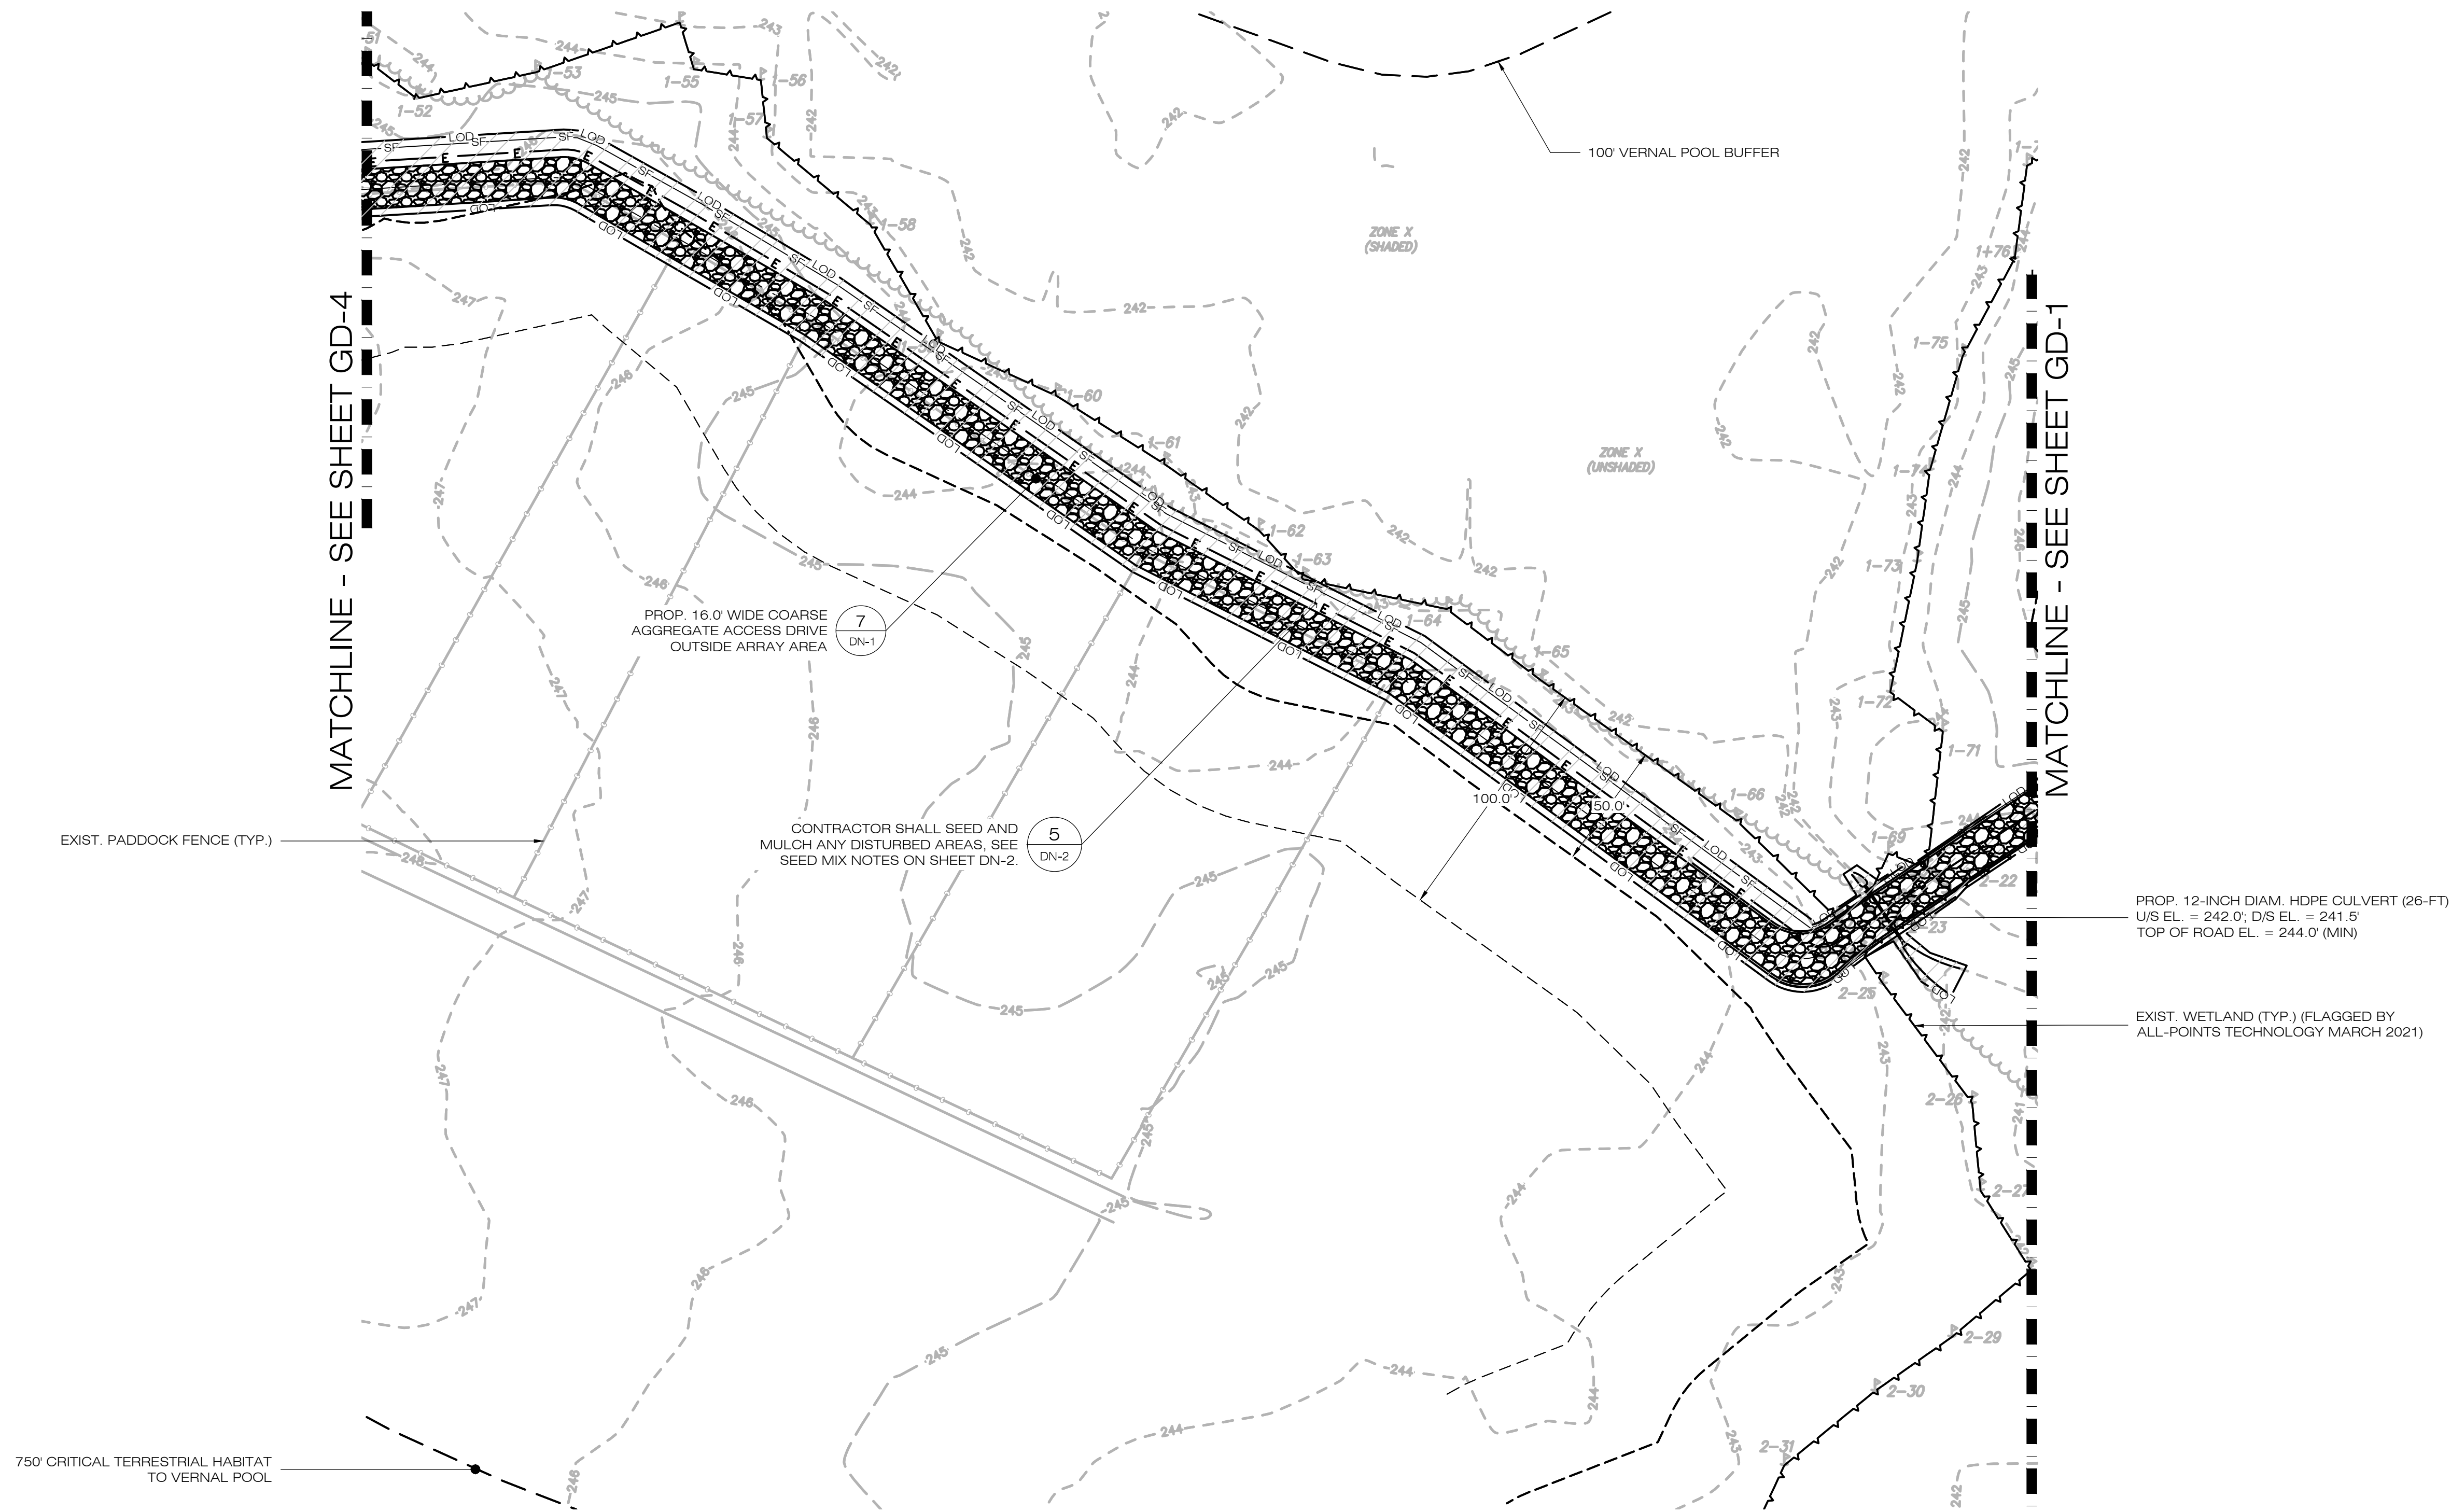 MATCHLINE - SEE SHEET GD-4
MATCHLINE - SEE SHEET GD-1
100' VERNAL POOL BUFFER
ZONE X
(SHADED)
ZONE X
(UNSHADED)
PROP. 16.0' WIDE COARSE
AGGREGATE ACCESS DRIVE
OUTSIDE ARRAY AREA
7
DN-1
CONTRACTOR SHALL SEED AND
MULCH ANY DISTURBED AREAS, SEE
SEED MIX NOTES ON SHEET DN-2.
5
DN-2
EXIST. PADDOCK FENCE (TYP.)
100.0'
50.0'
PROP. 12-INCH DIAM. HDPE CULVERT (26-FT)
U/S EL. = 242.0'; D/S EL. = 241.5'
TOP OF ROAD EL. = 244.0' (MIN)
EXIST. WETLAND (TYP.) (FLAGGED BY
ALL-POINTS TECHNOLOGY MARCH 2021)
750' CRITICAL TERRESTRIAL HABITAT
TO VERNAL POOL
1-52
1-53
1-55
1-56
1-57
1-58
1-60
1-61
1-62
1-63
1-64
1-65
1-66
1-69
1-71
1-72
1-73
1-74
1-75
1+76
2-22
2-25
2-26
2-27
2-29
2-30
2-31
LOD
SF
E
241
242
243
244
245
246
247
248